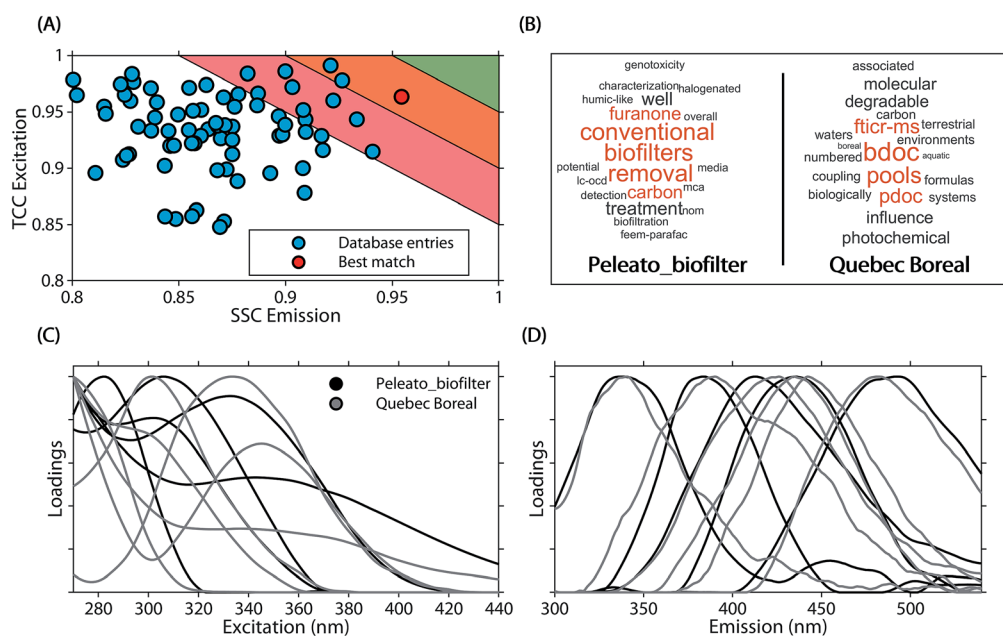 (A)
TCC Excitation
1
0.95
0.9
0.85
0.8
0.8 0.85 0.9 0.95 1
SSC Emission
Database entries
Best match
(B)
genotoxicity
characterization halogenated
humic-like well
furanone overall
conventional
biofilters
potential removal media
lc-ocd
detection carbon mca
treatment nom
biofiltration
feem-parafac
Peleato_biofilter
associated
molecular
degradable
carbon
fticr-ms terrestrial
waters environments
boreal
numbered bdoc aquatic
coupling pools formulas
biologically pdoc systems
influence
photochemical
Quebec Boreal
(C)
Loadings
Peleato_biofilter
Quebec Boreal
280 300 320 340 360 380 400 420 440
Excitation (nm)
(D)
Loadings
300 350 400 450 500
Emission (nm)